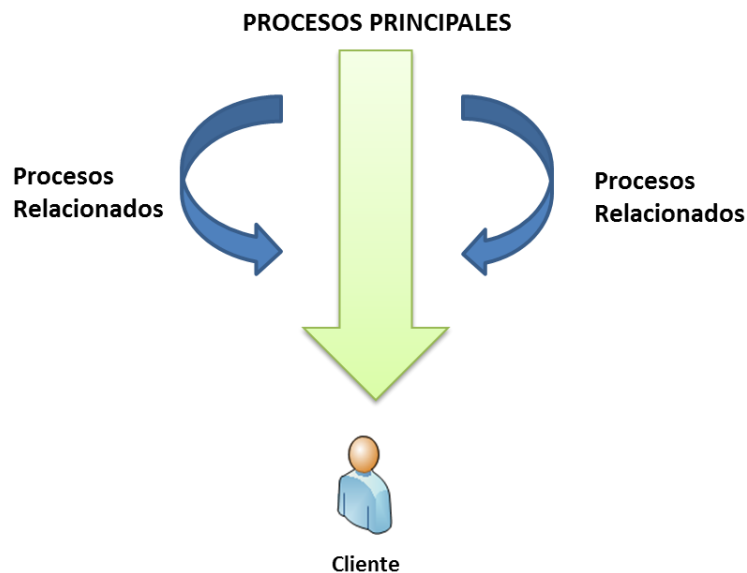 PROCESOS PRINCIPALES
Procesos
Relacionados
Procesos
Relacionados
Cliente